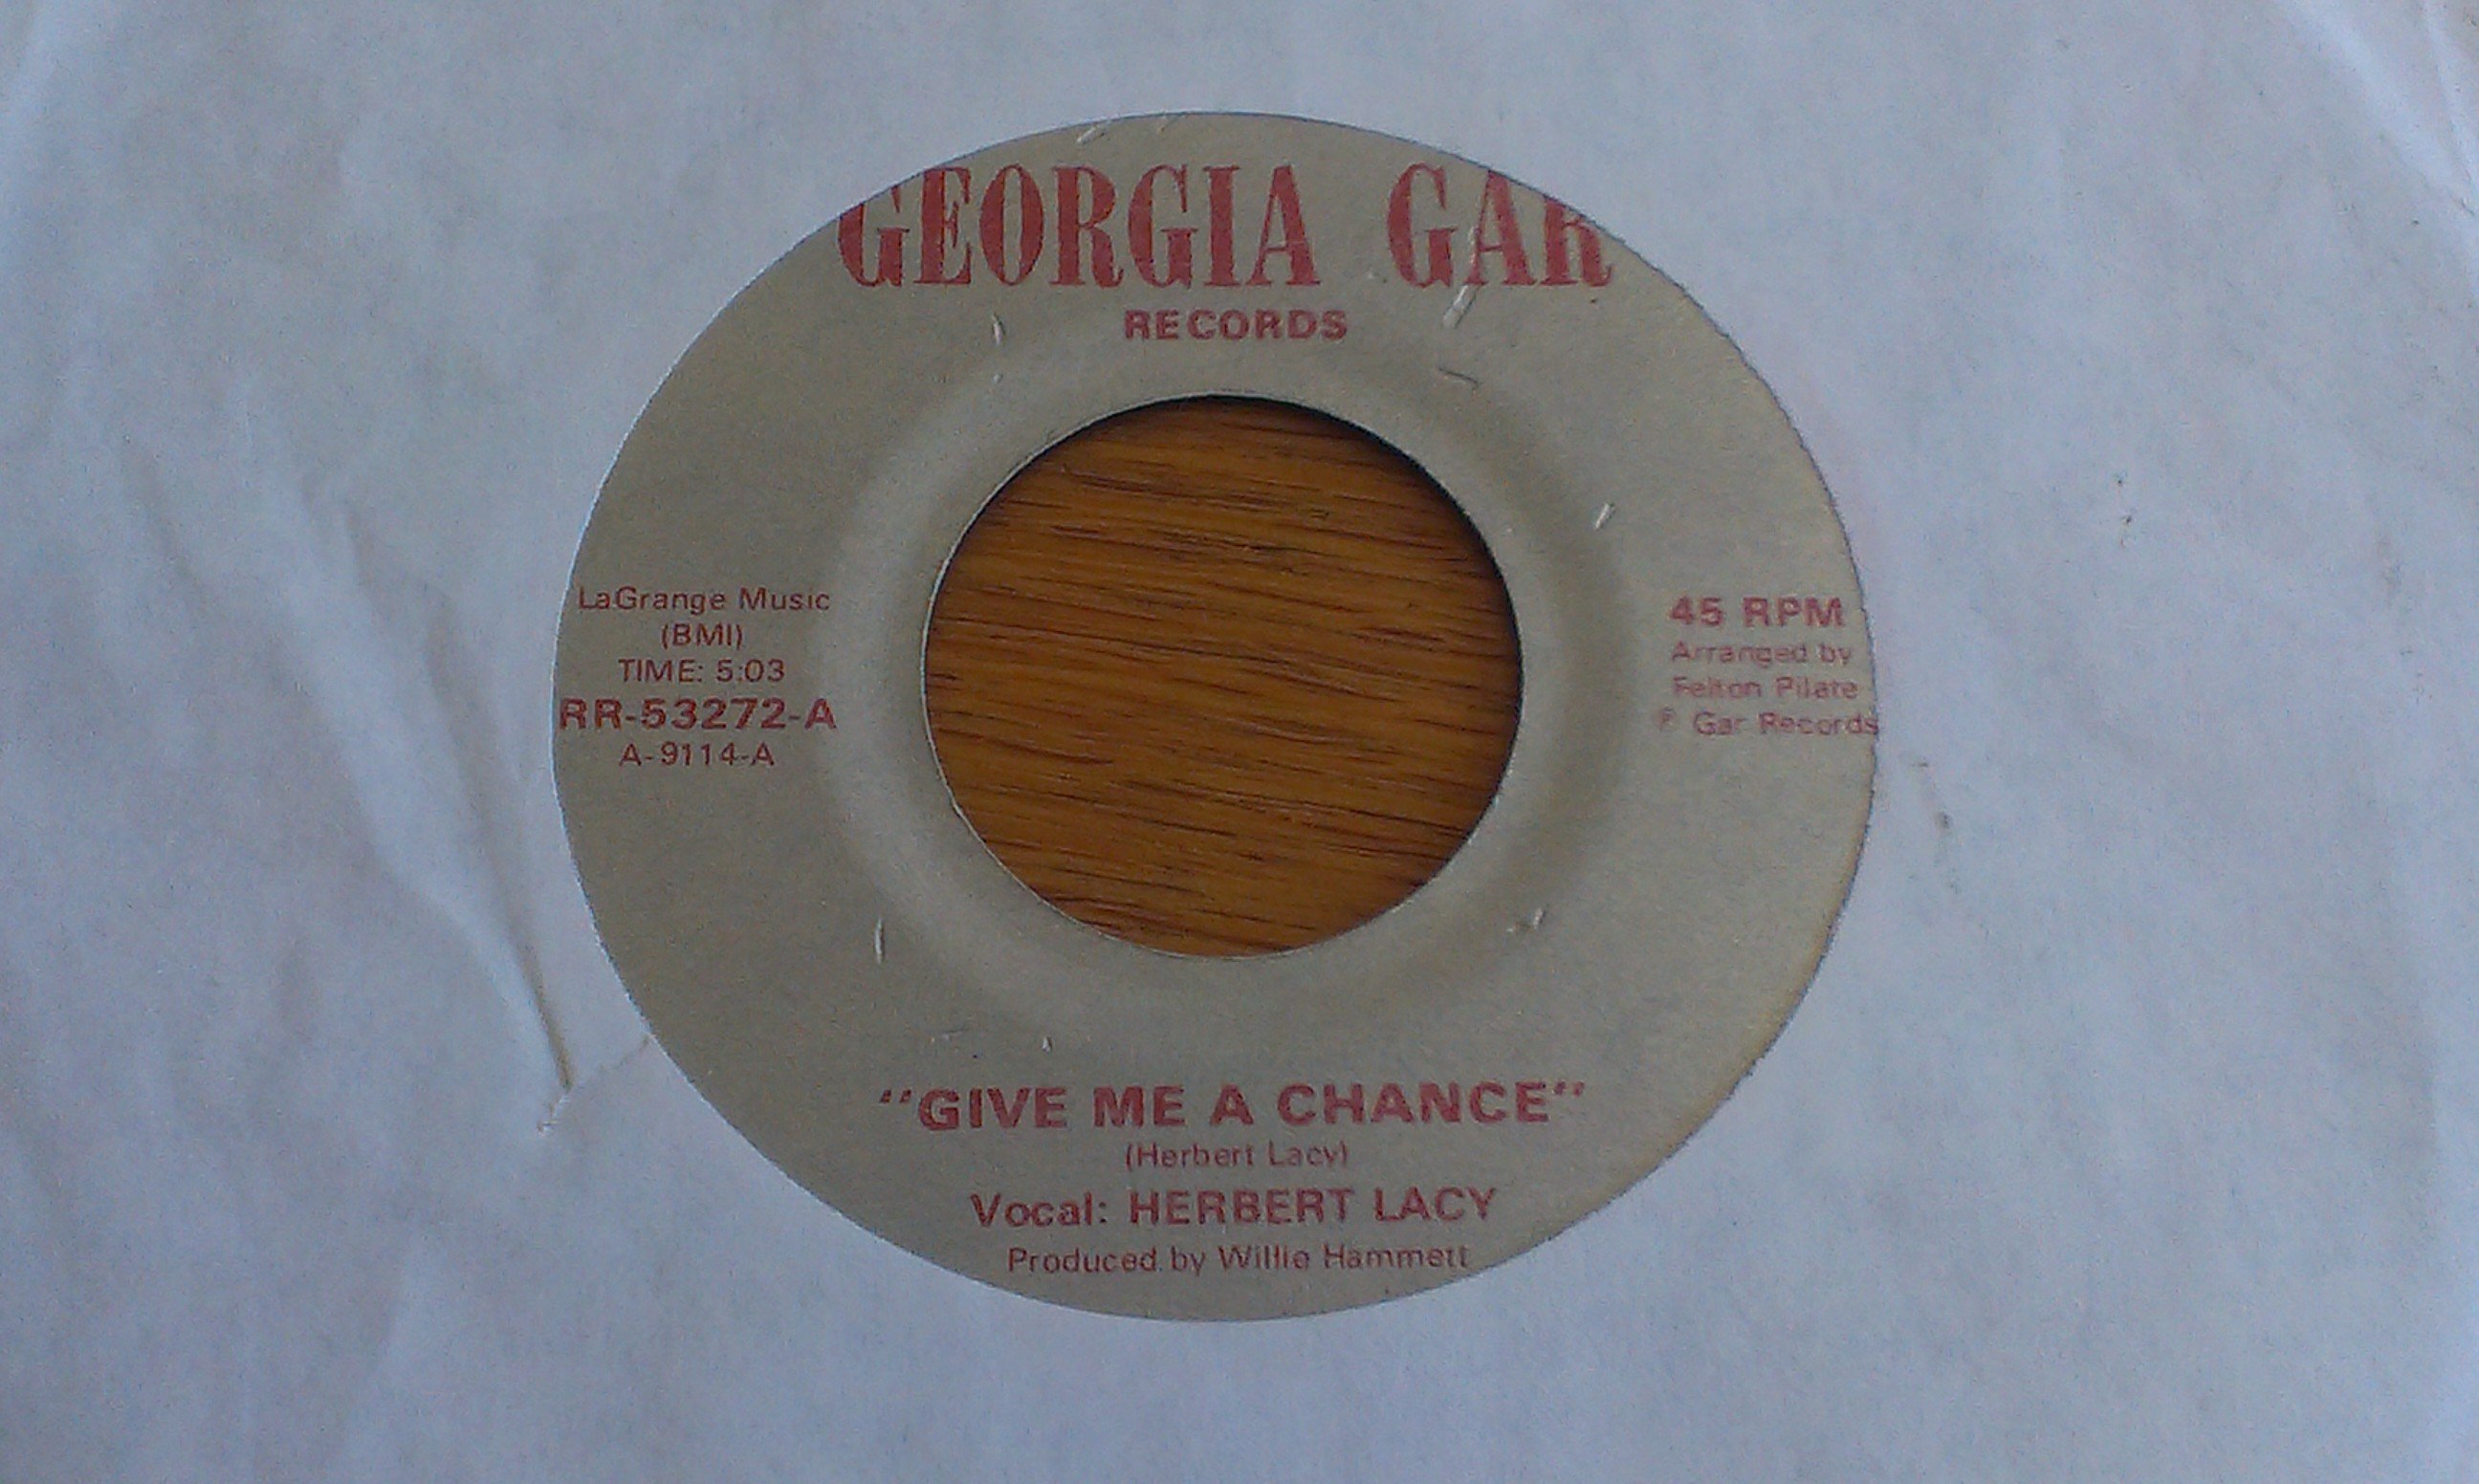 GEORGIA GAR
RECORDS
LaGrange Music
(BMI)
TIME: 5:03
RR-53272-A
A-9114-A
45 RPM
Arranged by
Felton Pilate
℗ Gar Records
"GIVE ME A CHANCE"
(Herbert Lacy)
Vocal: HERBERT LACY
Produced by Willie Hammett